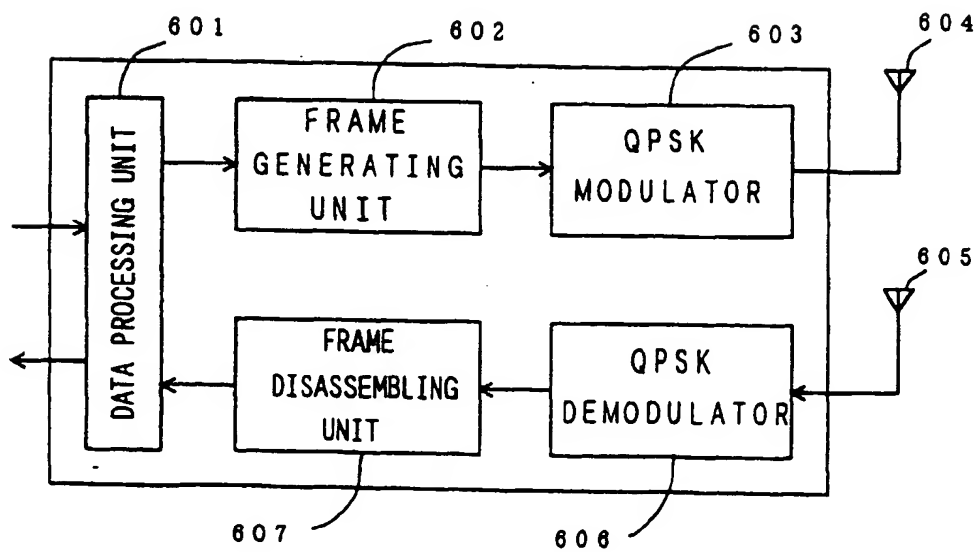 601
602
603
604
DATA PROCESSING UNIT
FRAME
GENERATING
UNIT
QPSK
MODULATOR
605
FRAME
DISASSEMBLING
UNIT
QPSK
DEMODULATOR
607
606